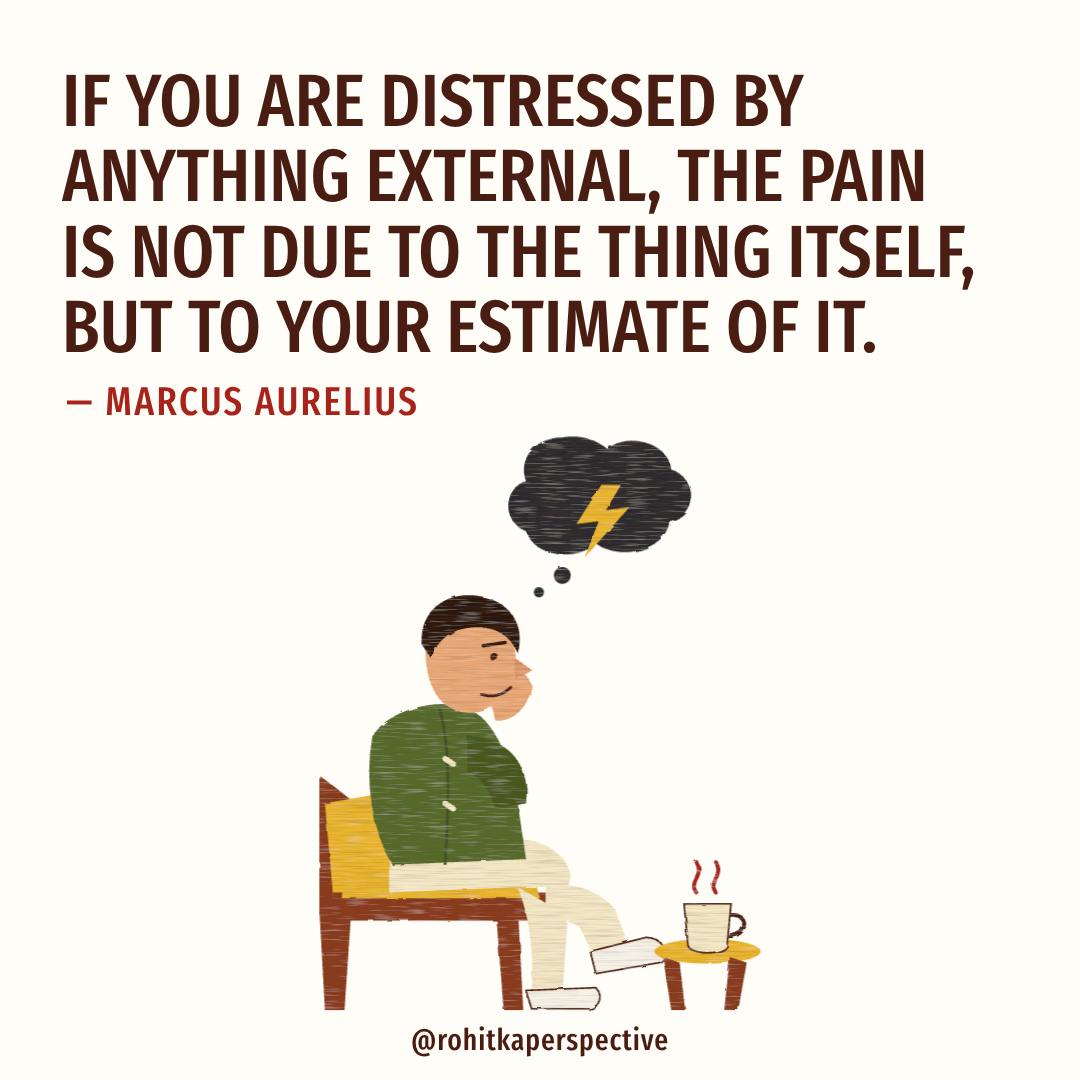 IF YOU ARE DISTRESSED BY
ANYTHING EXTERNAL, THE PAIN
IS NOT DUE TO THE THING ITSELF,
BUT TO YOUR ESTIMATE OF IT.
— MARCUS AURELIUS
@rohitkaperspective